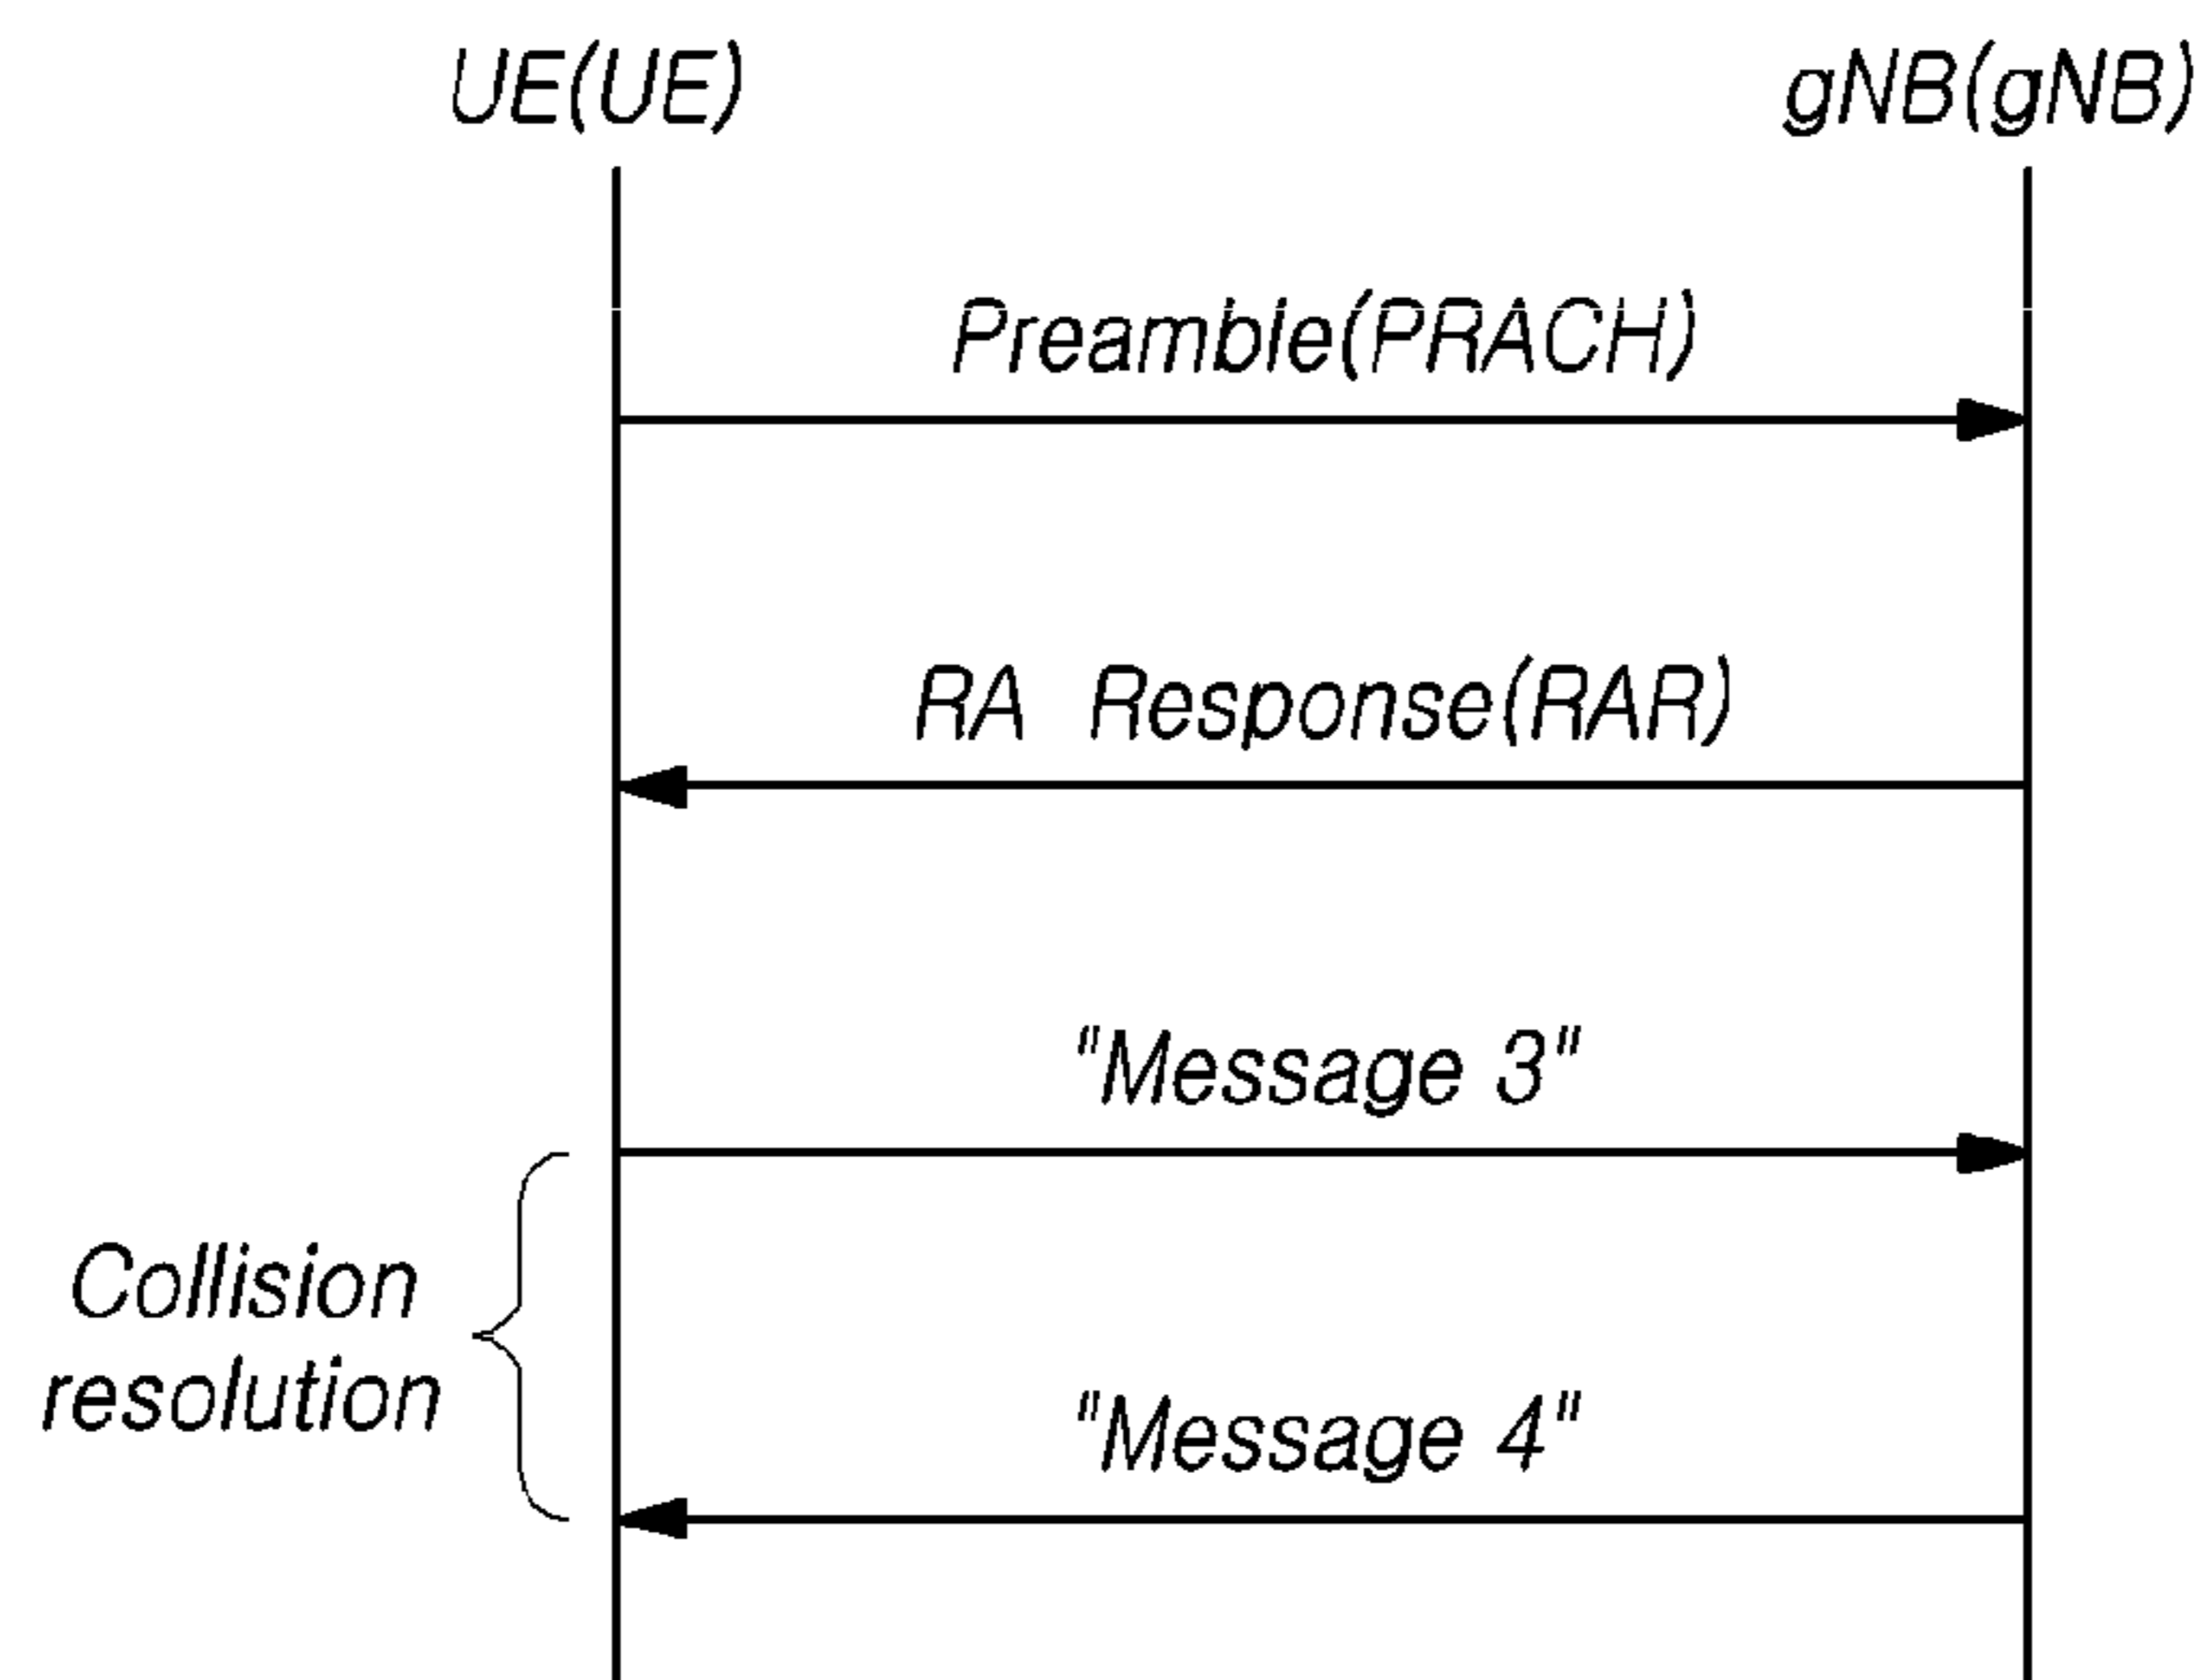 UE(UE)
gNB(gNB)
Preamble(PRACH)
RA Response(RAR)
"Message 3"
Collision
resolution
"Message 4"